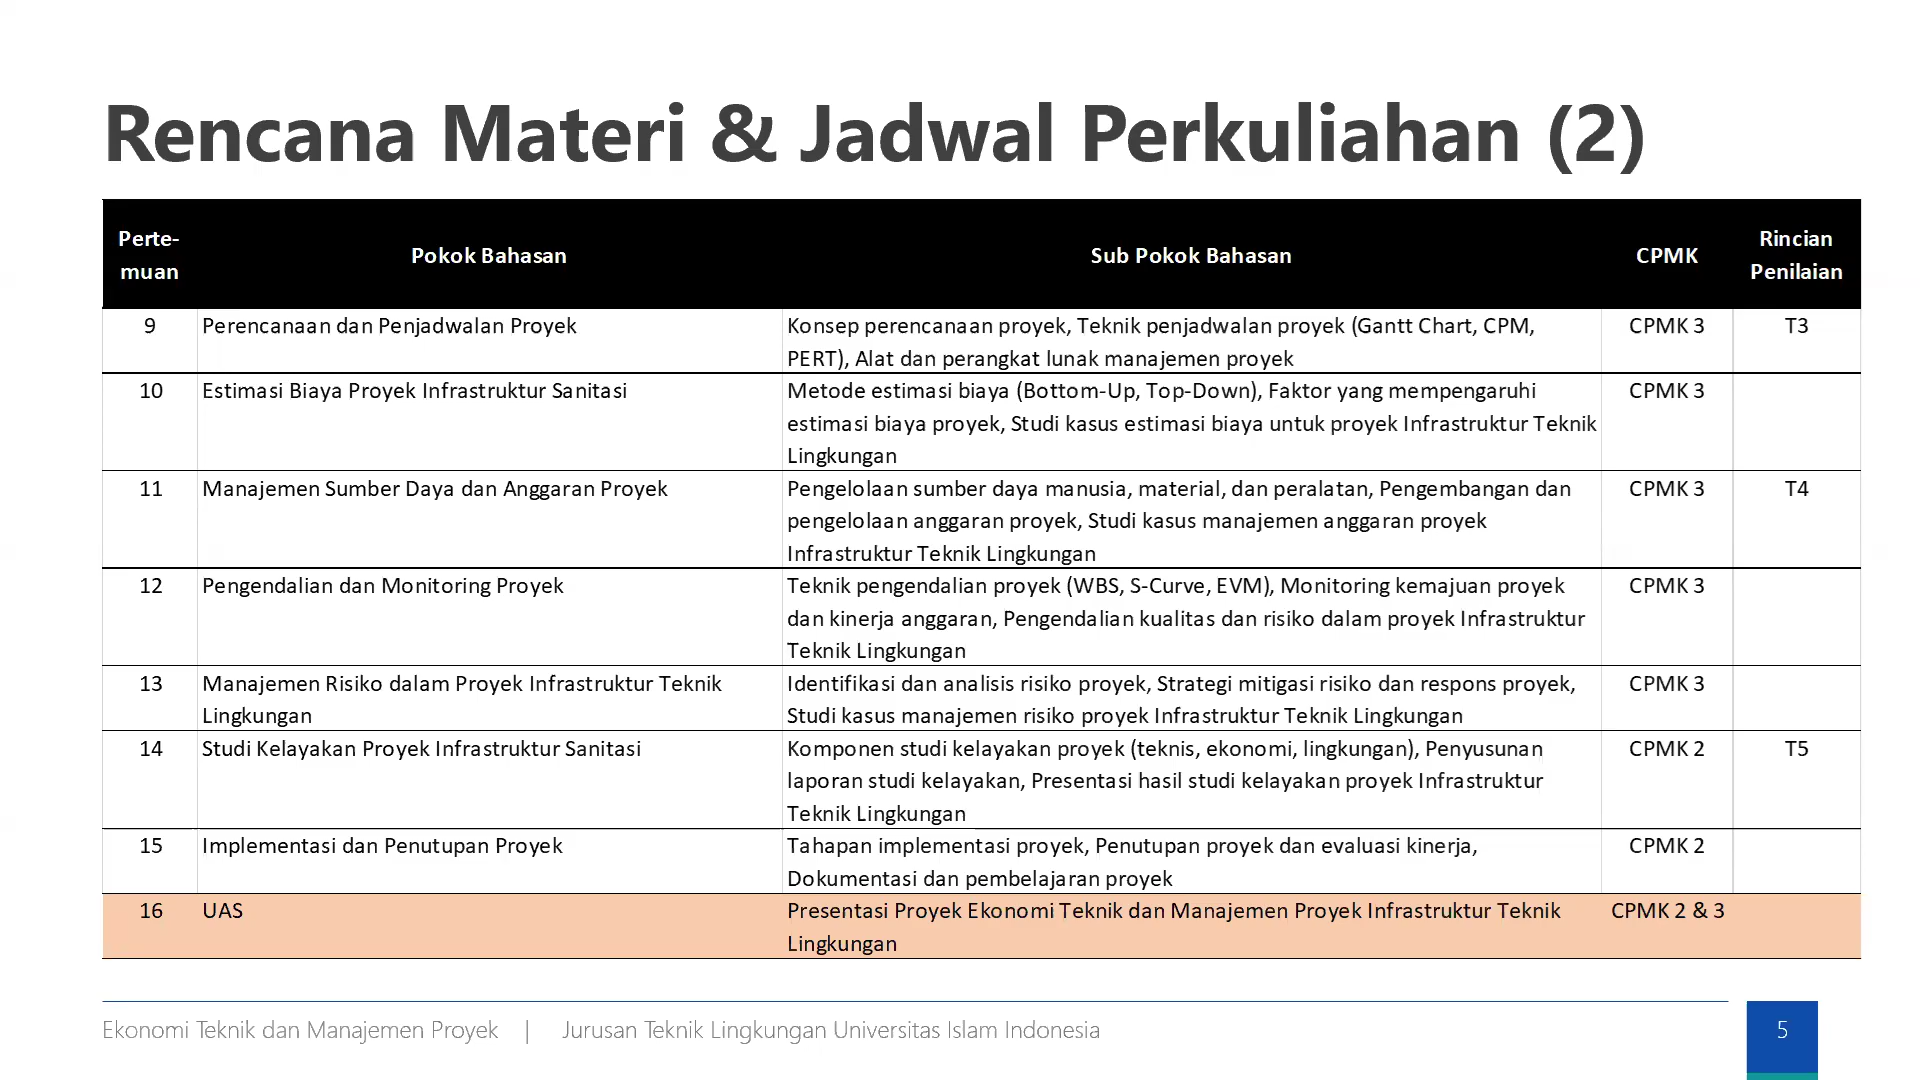 Rencana Materi & Jadwal Perkuliahan (2)
Perte-
muan
Pokok Bahasan
Sub Pokok Bahasan
CPMK
Rincian
Penilaian
9
Perencanaan dan Penjadwalan Proyek
Konsep perencanaan proyek, Teknik penjadwalan proyek (Gantt Chart, CPM,
PERT), Alat dan perangkat lunak manajemen proyek
CPMK 3
T3
10
Estimasi Biaya Proyek Infrastruktur Sanitasi
Metode estimasi biaya (Bottom-Up, Top-Down), Faktor yang mempengaruhi
estimasi biaya proyek, Studi kasus estimasi biaya untuk proyek Infrastruktur Teknik
Lingkungan
CPMK 3
11
Manajemen Sumber Daya dan Anggaran Proyek
Pengelolaan sumber daya manusia, material, dan peralatan, Pengembangan dan
pengelolaan anggaran proyek, Studi kasus manajemen anggaran proyek
Infrastruktur Teknik Lingkungan
CPMK 3
T4
12
Pengendalian dan Monitoring Proyek
Teknik pengendalian proyek (WBS, S-Curve, EVM), Monitoring kemajuan proyek
dan kinerja anggaran, Pengendalian kualitas dan risiko dalam proyek Infrastruktur
Teknik Lingkungan
CPMK 3
13
Manajemen Risiko dalam Proyek Infrastruktur Teknik
Lingkungan
Identifikasi dan analisis risiko proyek, Strategi mitigasi risiko dan respons proyek,
Studi kasus manajemen risiko proyek Infrastruktur Teknik Lingkungan
CPMK 3
14
Studi Kelayakan Proyek Infrastruktur Sanitasi
Komponen studi kelayakan proyek (teknis, ekonomi, lingkungan), Penyusunan
laporan studi kelayakan, Presentasi hasil studi kelayakan proyek Infrastruktur
Teknik Lingkungan
CPMK 2
T5
15
Implementasi dan Penutupan Proyek
Tahapan implementasi proyek, Penutupan proyek dan evaluasi kinerja,
Dokumentasi dan pembelajaran proyek
CPMK 2
16
UAS
Presentasi Proyek Ekonomi Teknik dan Manajemen Proyek Infrastruktur Teknik
Lingkungan
CPMK 2 & 3
Ekonomi Teknik dan Manajemen Proyek | Jurusan Teknik Lingkungan Universitas Islam Indonesia
5